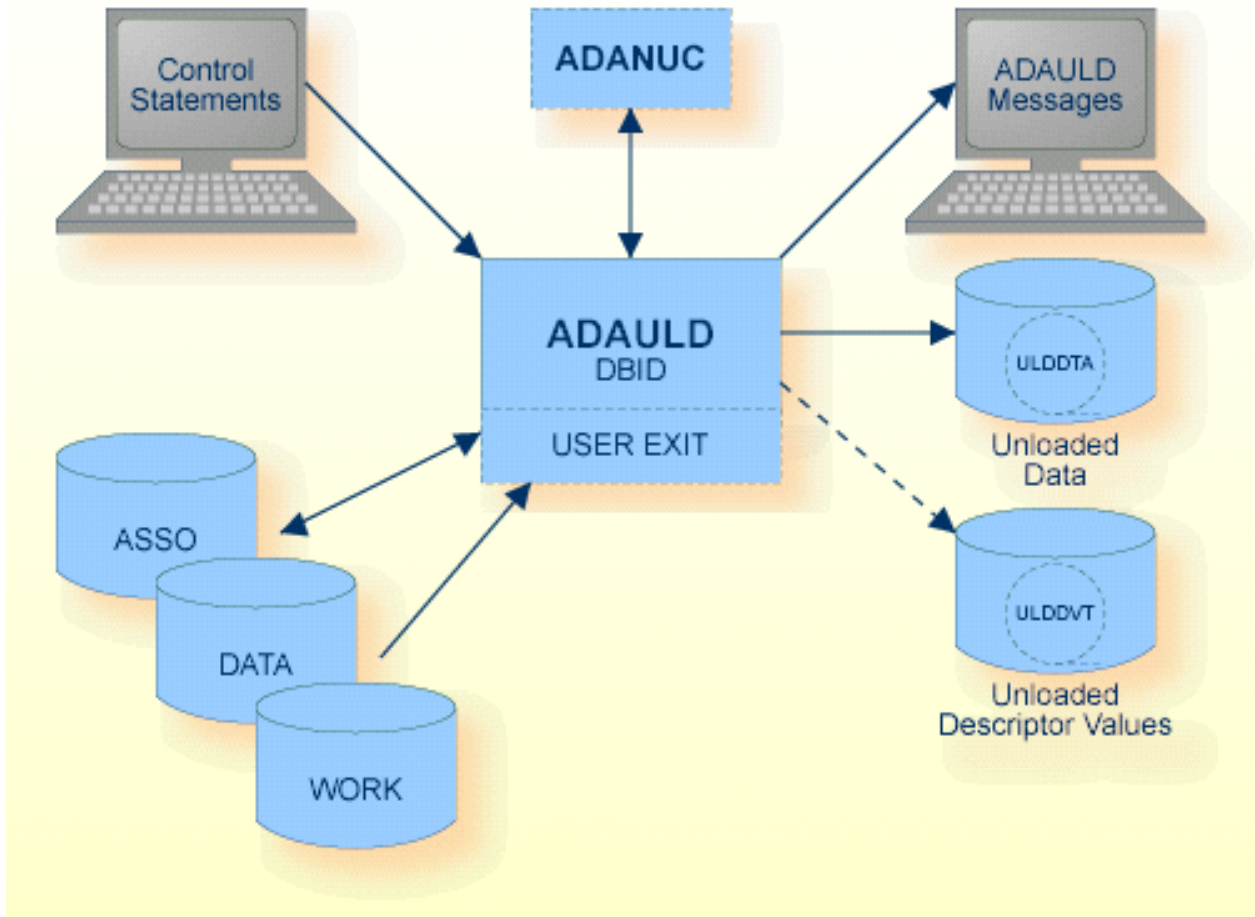 Control
Statements
ADANUC
ADAULD
Messages
ADAULD
DBID
USER EXIT
ULDDTA
Unloaded
Data
ASSO
DATA
WORK
ULDDVT
Unloaded
Descriptor Values